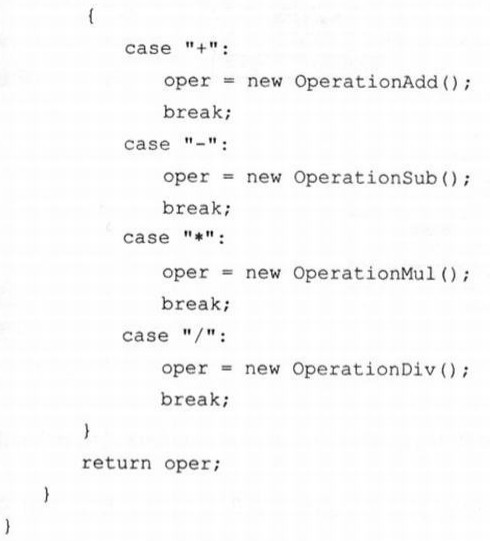 {
case "+":
oper = new OperationAdd();
break;
case "-":
oper = new OperationSub();
break;
case "*":
oper = new OperationMul();
break;
case "/":
oper = new OperationDiv();
break;
}
return oper;
}
}